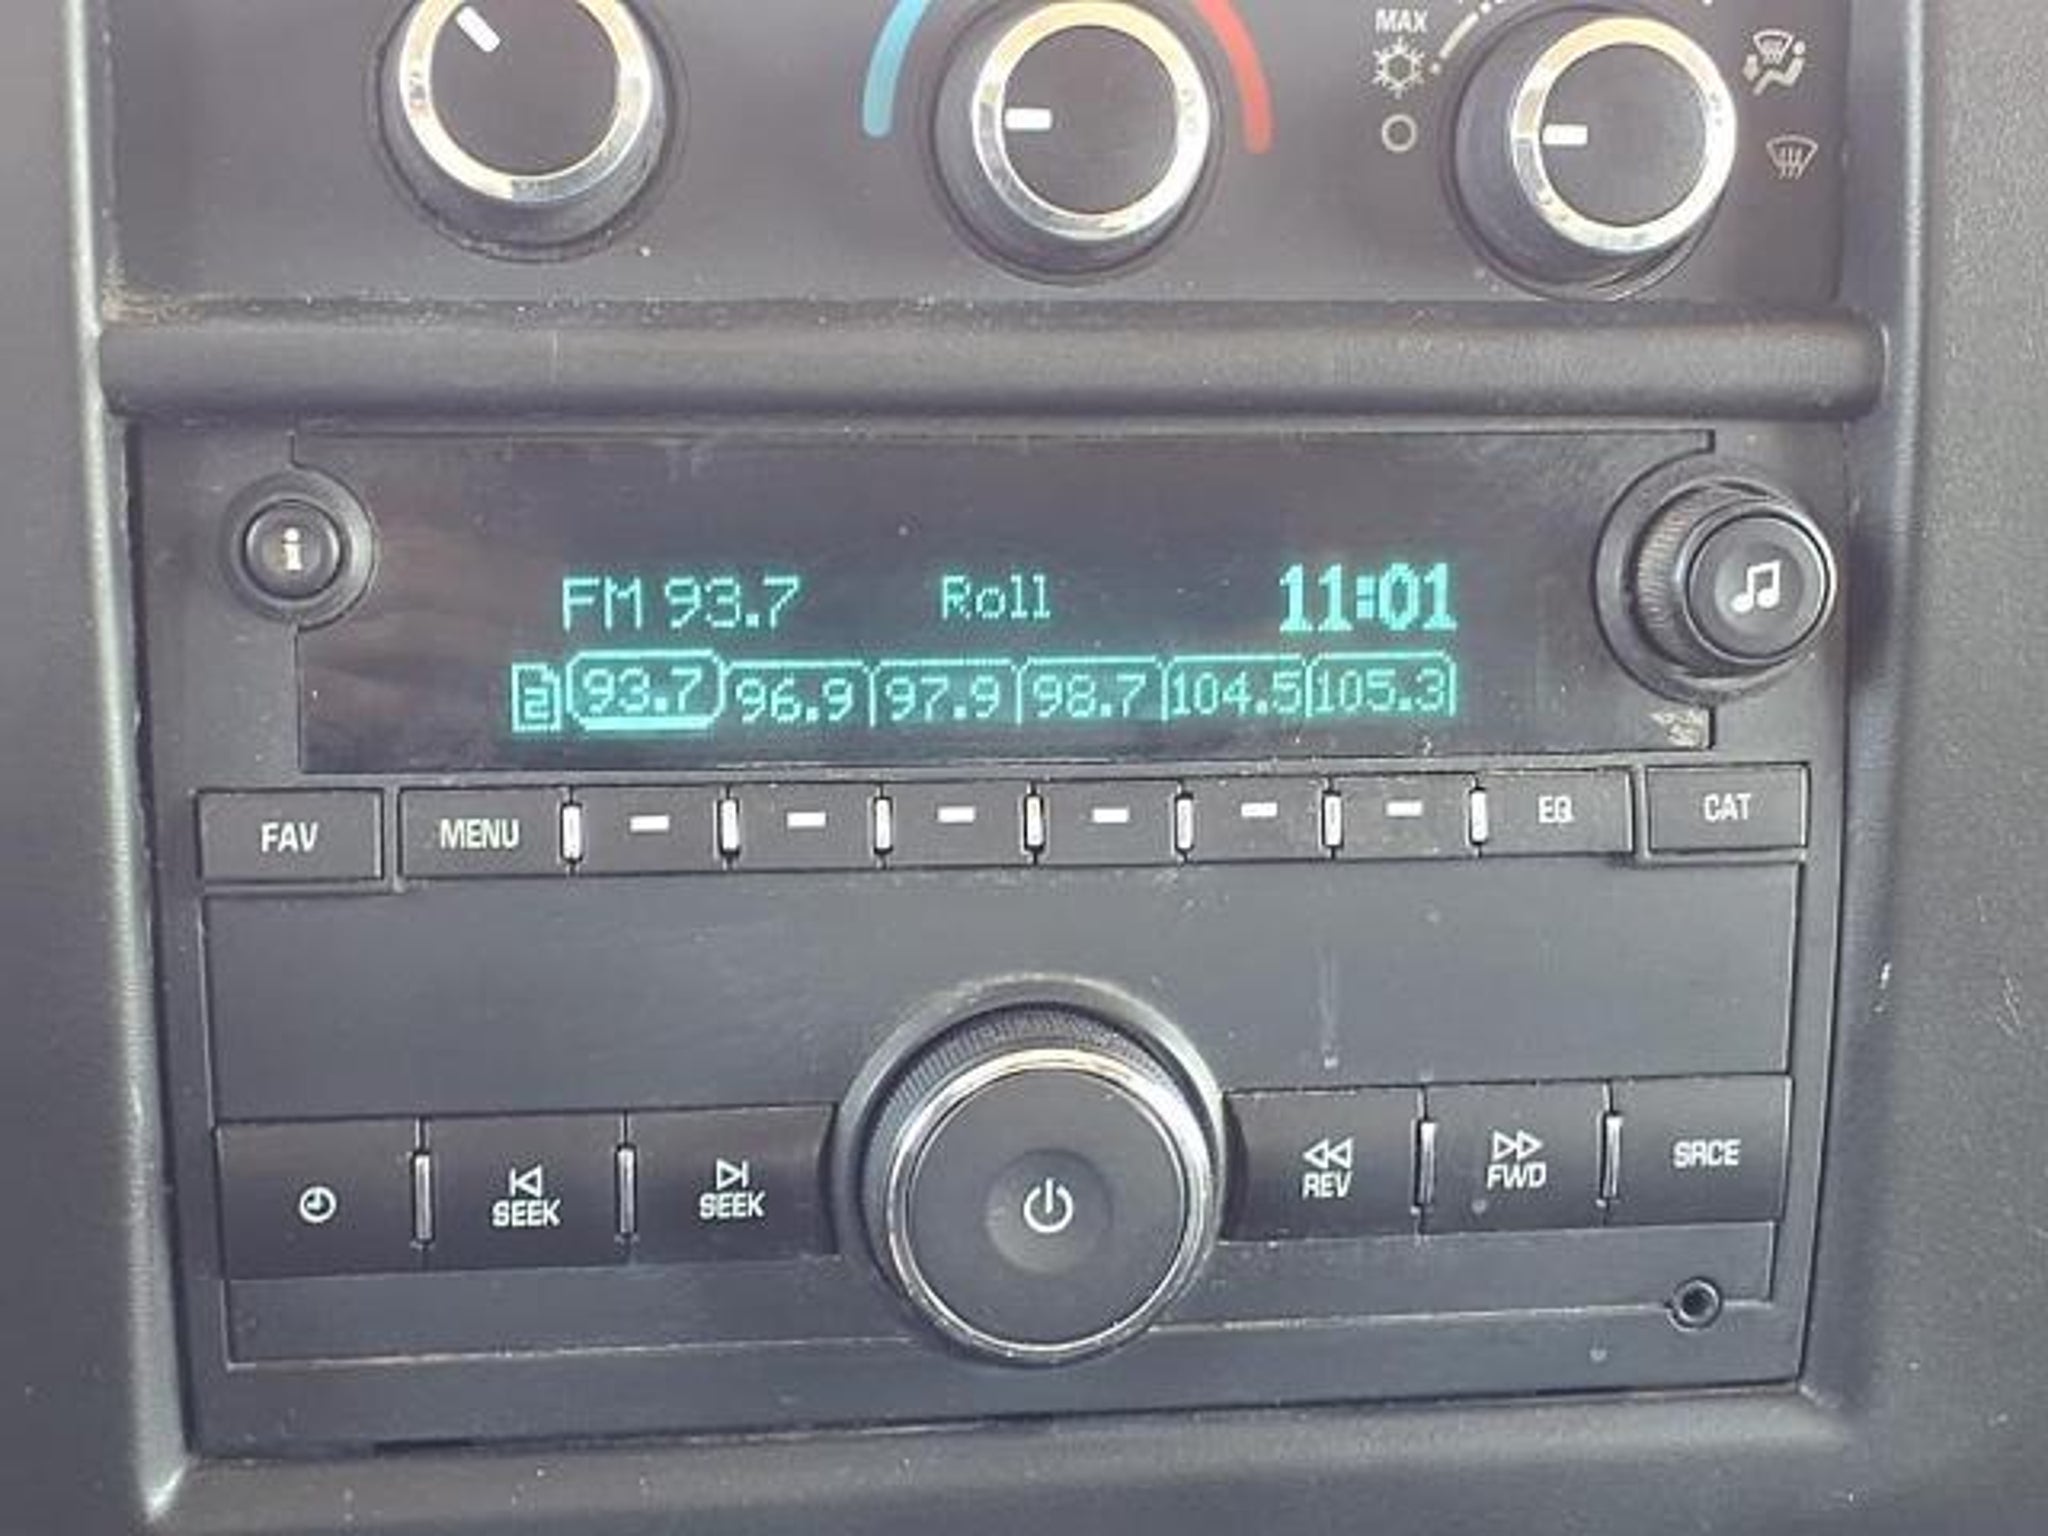 MAX
i
FM 93.7 Roll 11:01
2 93.7 96.9 97.9 98.7 104.5 105.3
FAV MENU EQ CAT
SEEK SEEK REV FWD SRCE